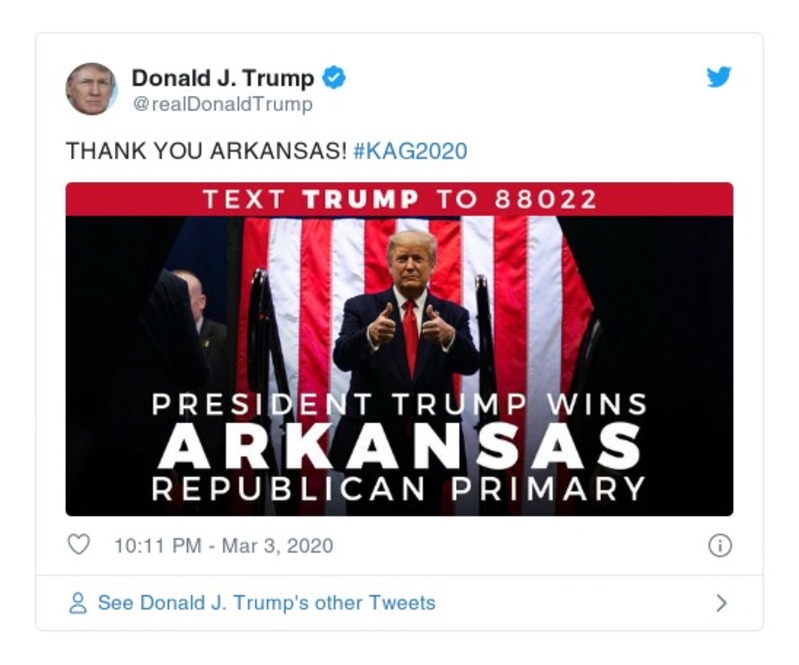 Donald J. Trump
@realDonaldTrump
THANK YOU ARKANSAS! #KAG2020
TEXT TRUMP TO 88022
PRESIDENT TRUMP WINS
ARKANSAS
REPUBLICAN PRIMARY
10:11 PM - Mar 3, 2020
See Donald J. Trump's other Tweets